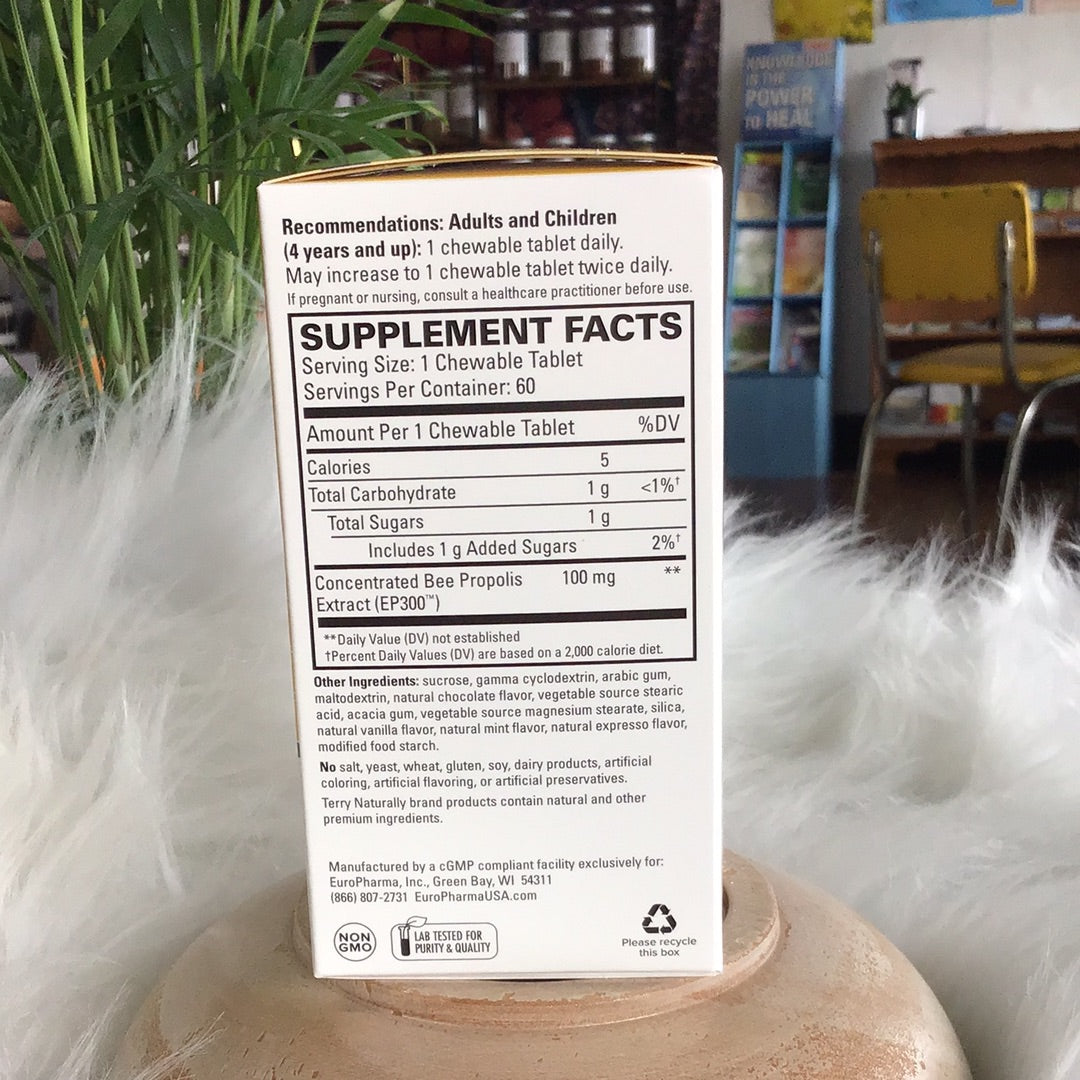 KNOWLEDGE
IS THE
POWER
TO HEAL
Recommendations: Adults and Children
(4 years and up): 1 chewable tablet daily.
May increase to 1 chewable tablet twice daily.
If pregnant or nursing, consult a healthcare practitioner before use.
SUPPLEMENT FACTS
Serving Size: 1 Chewable Tablet
Servings Per Container: 60
Amount Per 1 Chewable Tablet %DV
Calories 5
Total Carbohydrate 1 g <1%†
Total Sugars 1 g
Includes 1 g Added Sugars 2%†
Concentrated Bee Propolis 100 mg **
Extract (EP300™)
**Daily Value (DV) not established
†Percent Daily Values (DV) are based on a 2,000 calorie diet.
Other Ingredients: sucrose, gamma cyclodextrin, arabic gum,
maltodextrin, natural chocolate flavor, vegetable source stearic
acid, acacia gum, vegetable source magnesium stearate, silica,
natural vanilla flavor, natural mint flavor, natural expresso flavor,
modified food starch.
No salt, yeast, wheat, gluten, soy, dairy products, artificial
coloring, artificial flavoring, or artificial preservatives.
Terry Naturally brand products contain natural and other
premium ingredients.
Manufactured by a cGMP compliant facility exclusively for:
EuroPharma, Inc., Green Bay, WI 54311
(866) 807-2731 EuroPharmaUSA.com
NON
GMO
LAB TESTED FOR
PURITY & QUALITY
Please recycle
this box